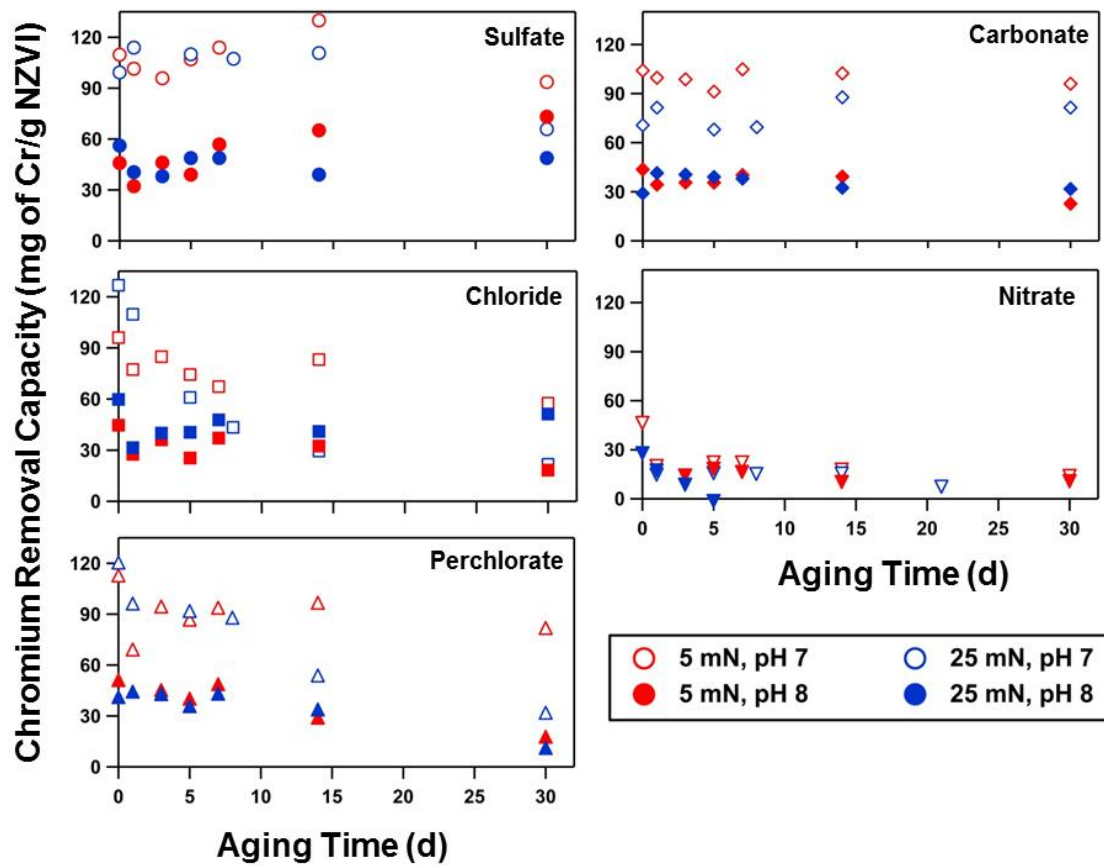 Chromium Removal Capacity (mg of Cr/g NZVI)
Sulfate
120
90
60
30
0
Carbonate
120
90
60
30
0
Chloride
120
90
60
30
0
Nitrate
120
90
60
30
0
0 5 10 15 20 25 30
Aging Time (d)
Perchlorate
120
90
60
30
0
0 5 10 15 20 25 30
Aging Time (d)
5 mN, pH 7 25 mN, pH 7
5 mN, pH 8 25 mN, pH 8